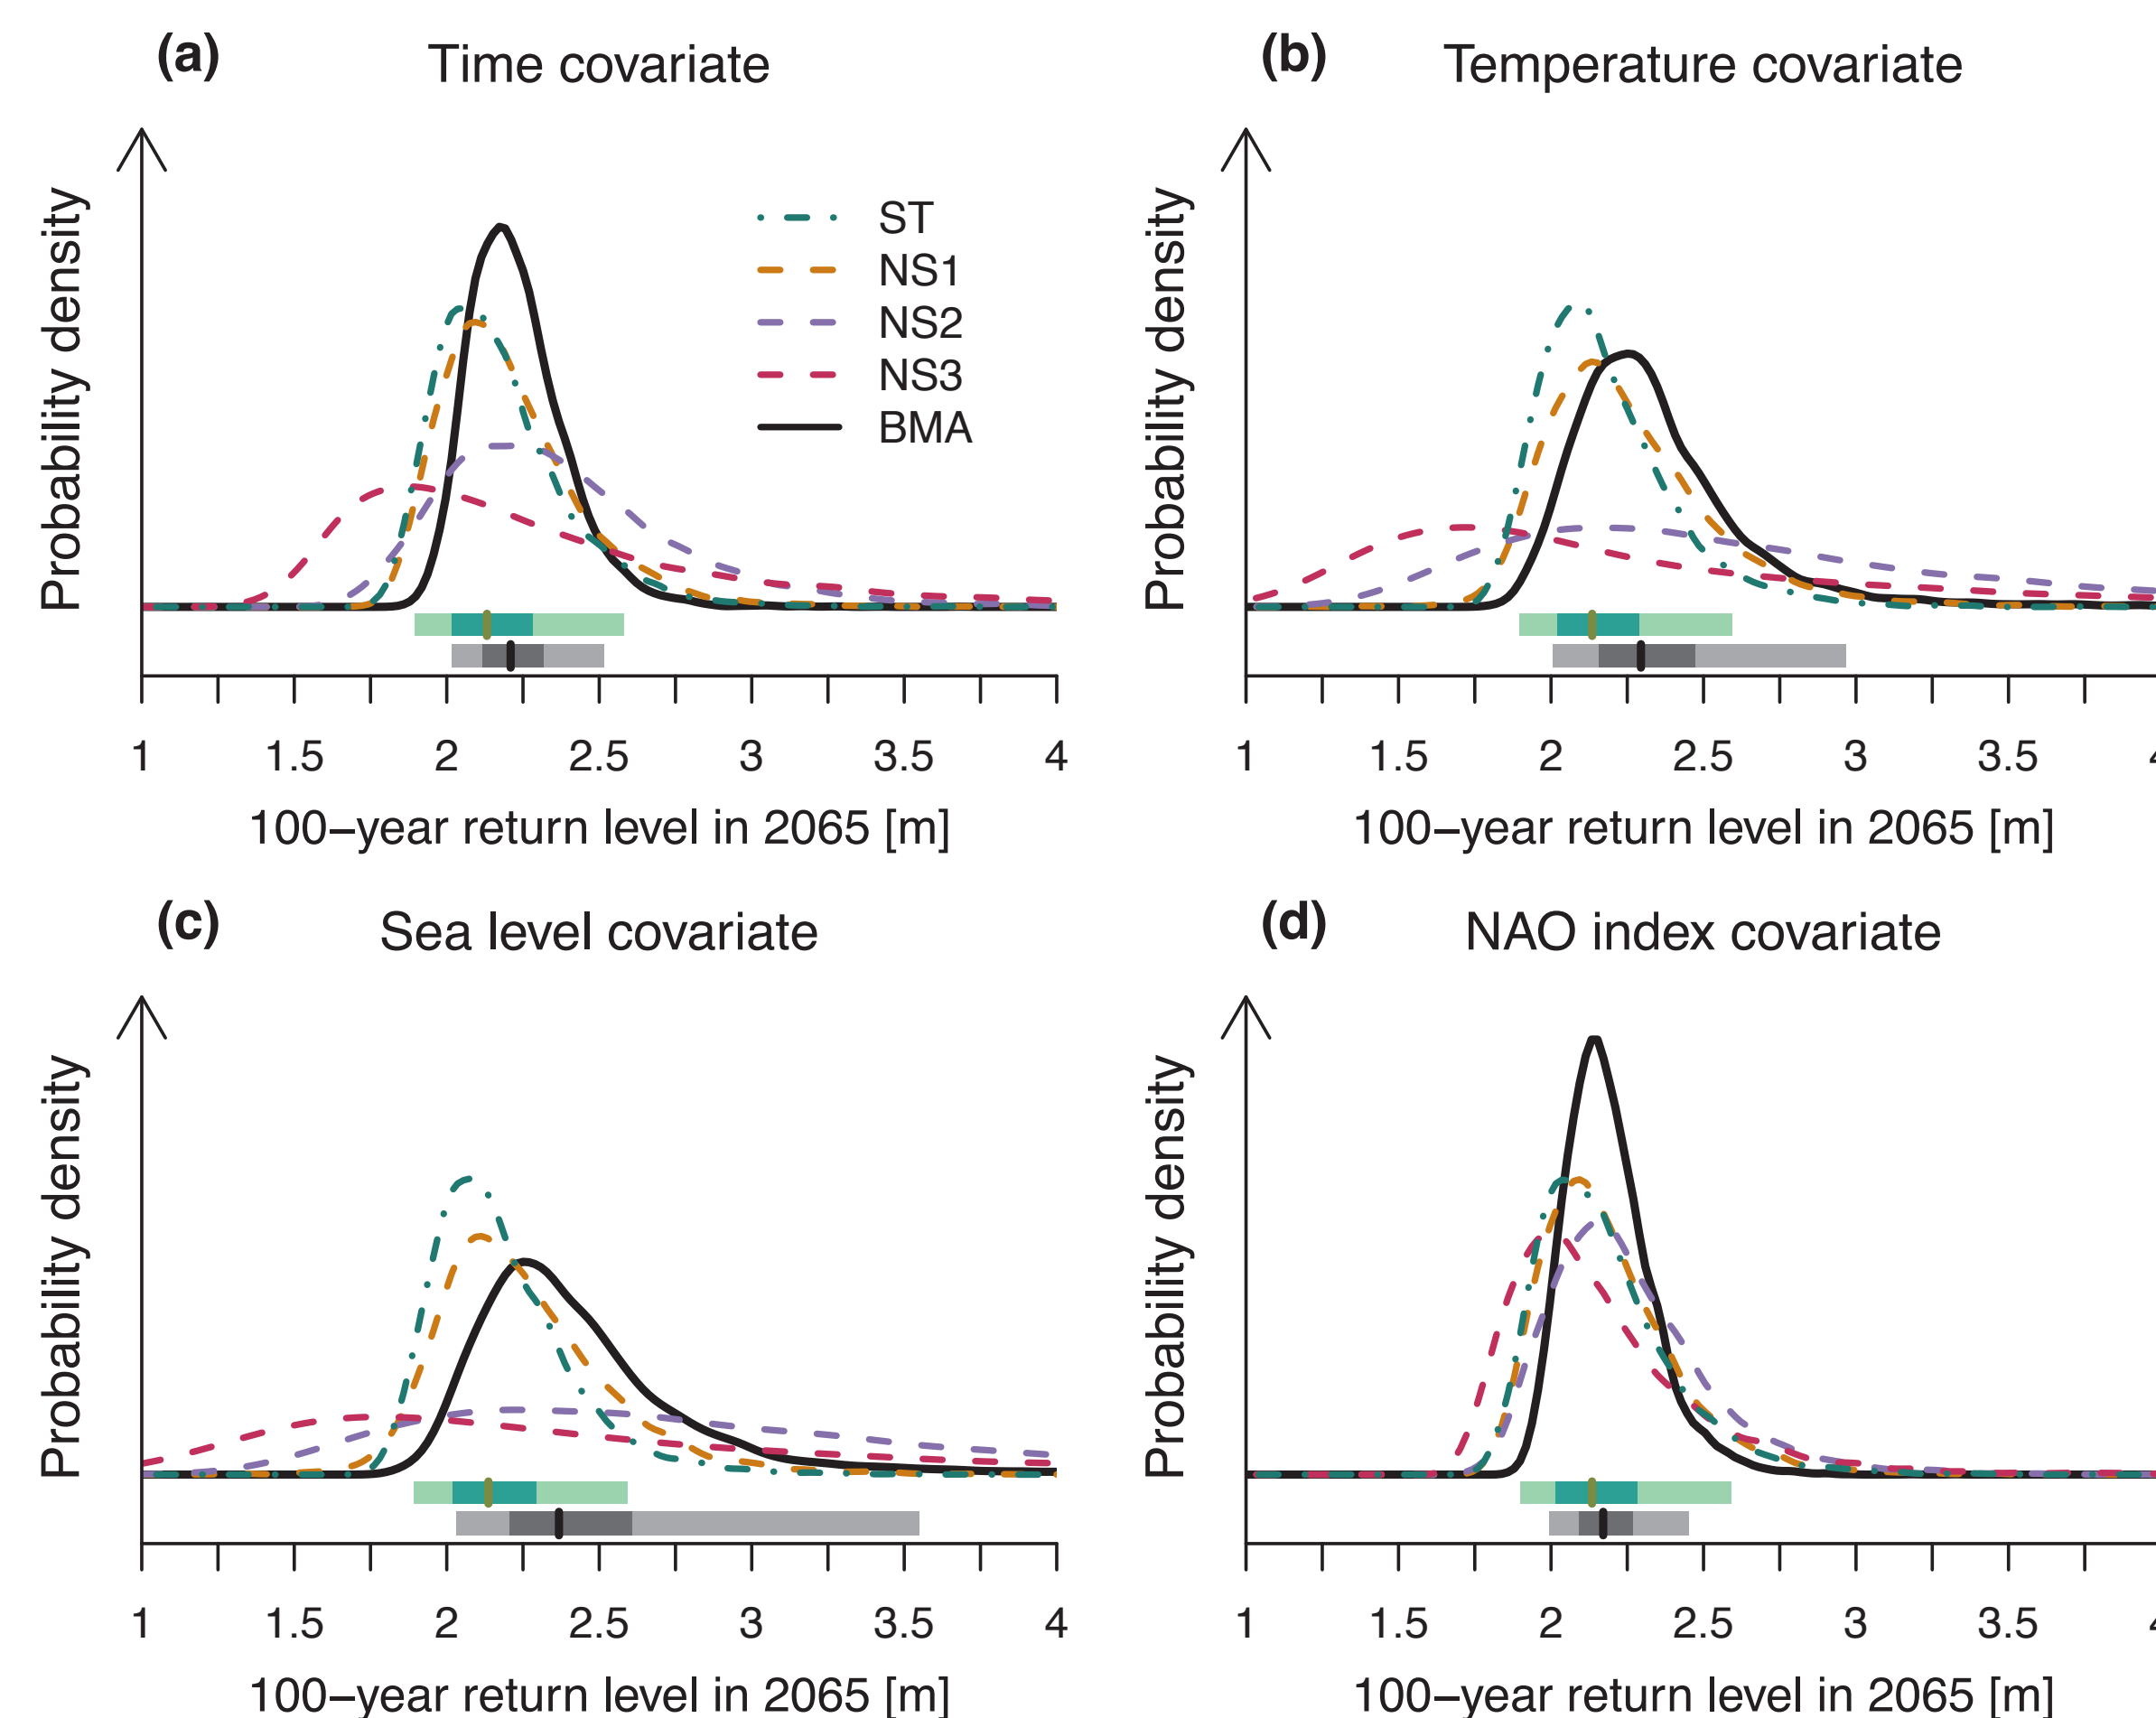 (a) Time covariate
Probability density
ST
NS1
NS2
NS3
BMA
1 1.5 2 2.5 3 3.5 4
100−year return level in 2065 [m]
(b) Temperature covariate
Probability density
1 1.5 2 2.5 3 3.5
100−year return level in 2065 [m]
(c) Sea level covariate
Probability density
1 1.5 2 2.5 3 3.5 4
100−year return level in 2065 [m]
(d) NAO index covariate
Probability density
1 1.5 2 2.5 3 3.5
100−year return level in 2065 [m]